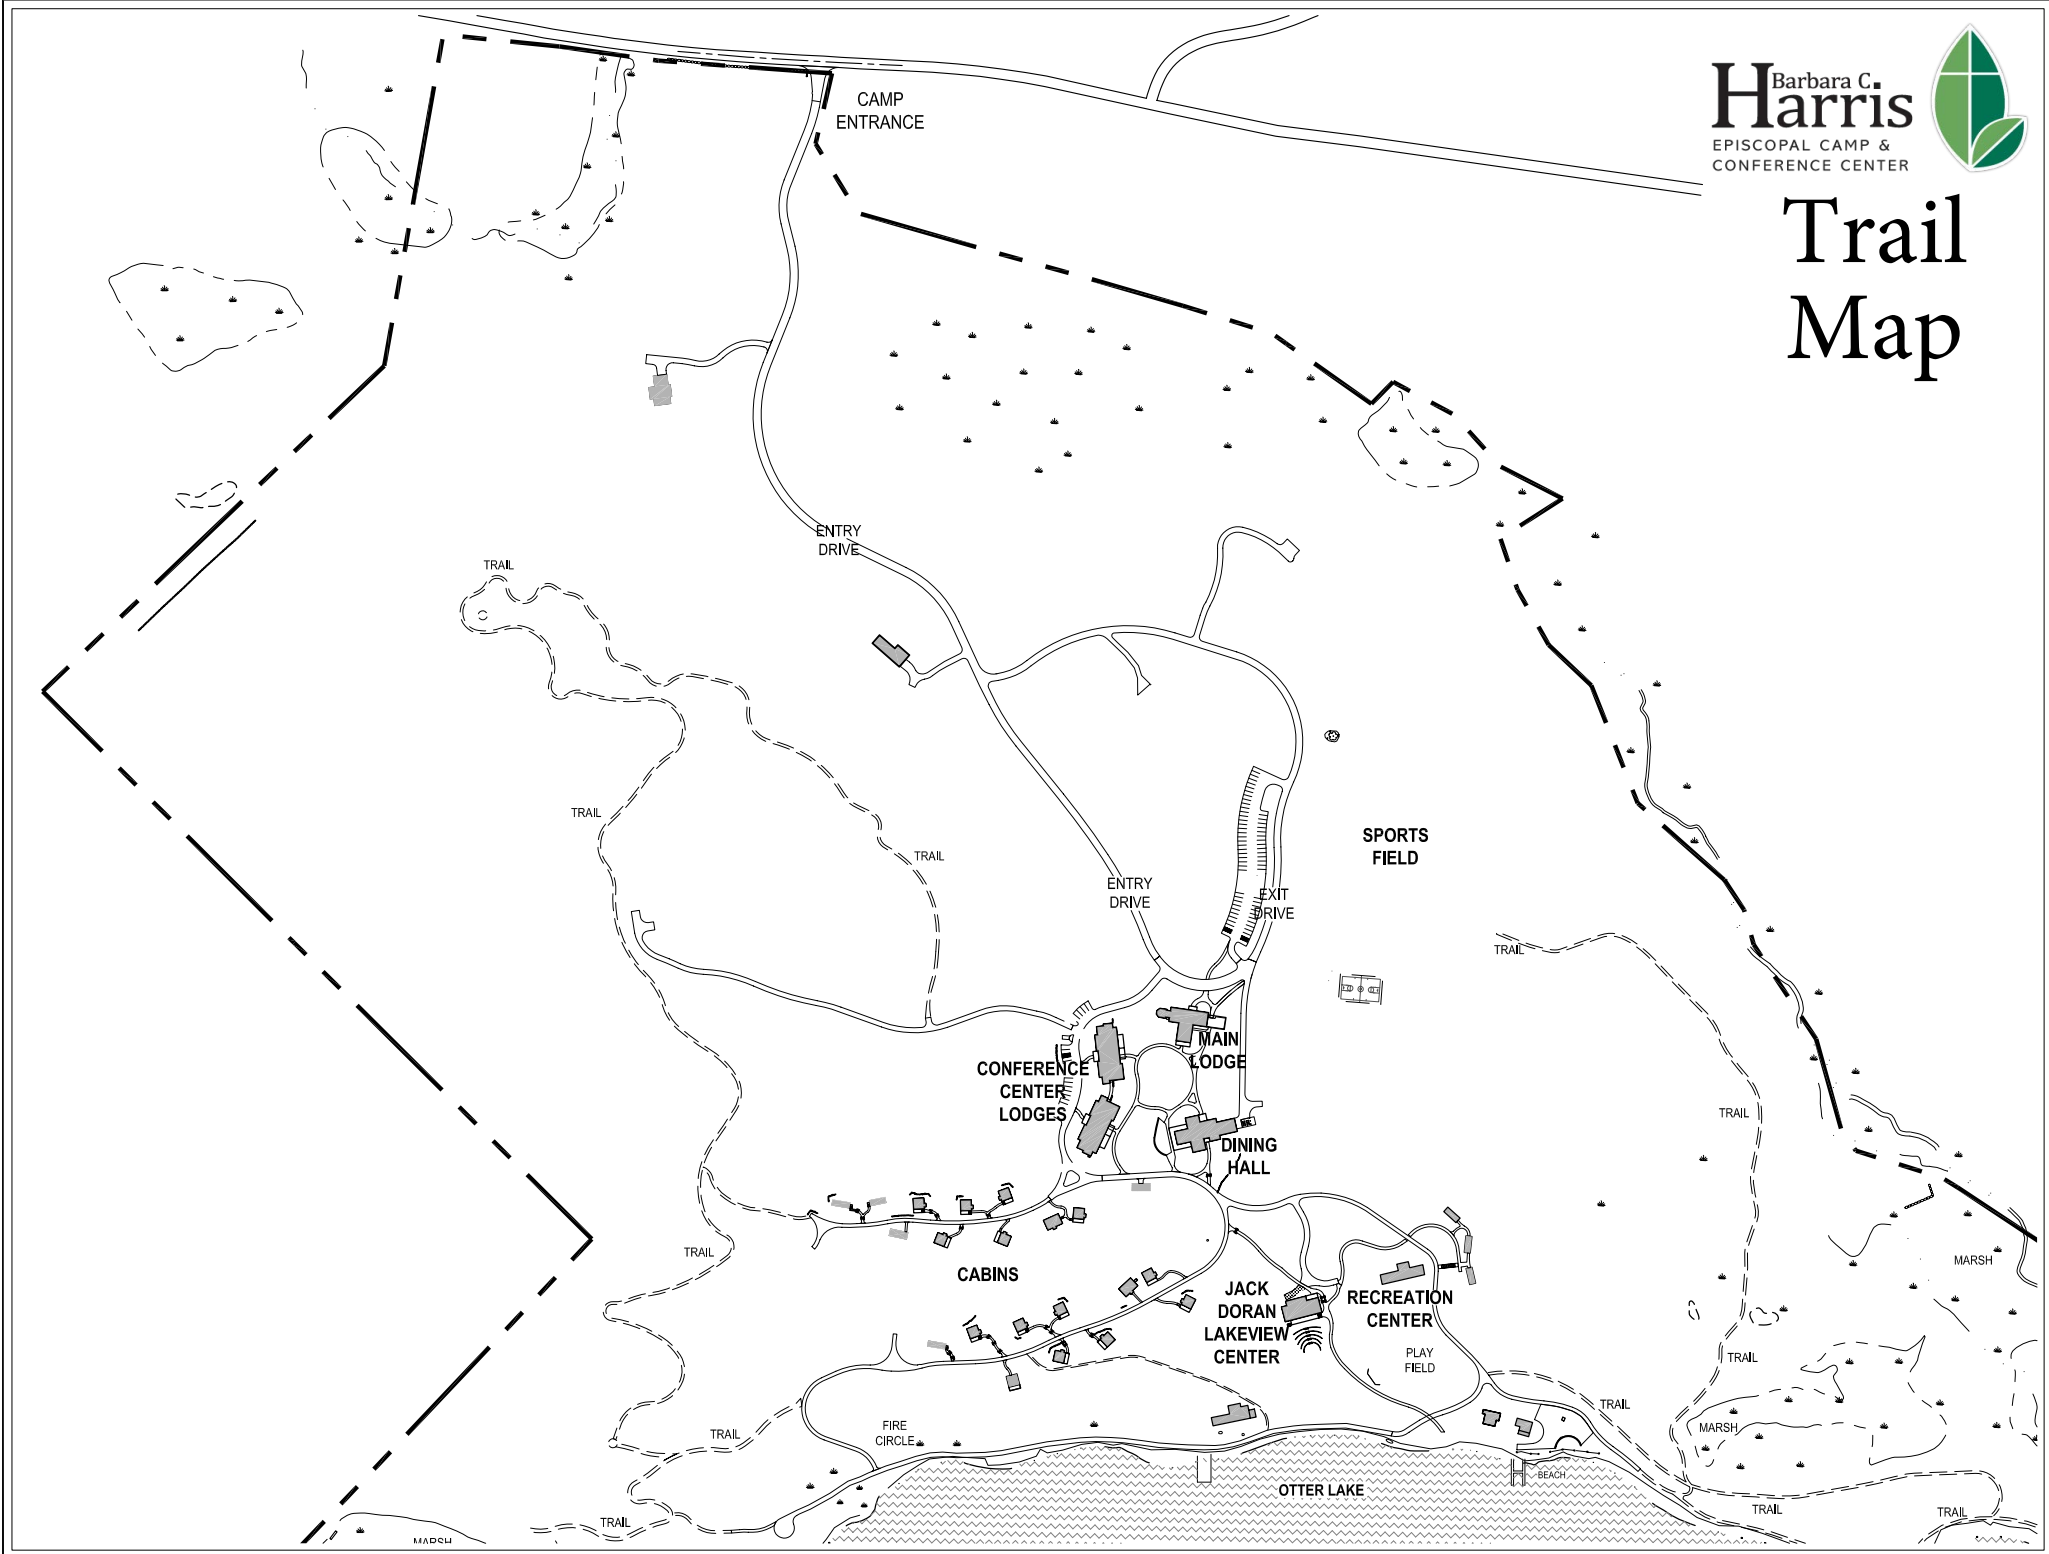 Barbara C.
Harris
EPISCOPAL CAMP &
CONFERENCE CENTER
Trail
Map
CAMP
ENTRANCE
ENTRY
DRIVE
TRAIL
TRAIL
TRAIL
SPORTS
FIELD
ENTRY
DRIVE
EXIT
DRIVE
TRAIL
MAIN
LODGE
CONFERENCE
CENTER
LODGES
TRAIL
DINING
HALL
TRAIL
MARSH
CABINS
JACK
DORAN
LAKEVIEW
CENTER
RECREATION
CENTER
PLAY
FIELD
TRAIL
TRAIL
FIRE
CIRCLE
TRAIL
MARSH
BEACH
OTTER LAKE
TRAIL
TRAIL
TRAIL
MARSH